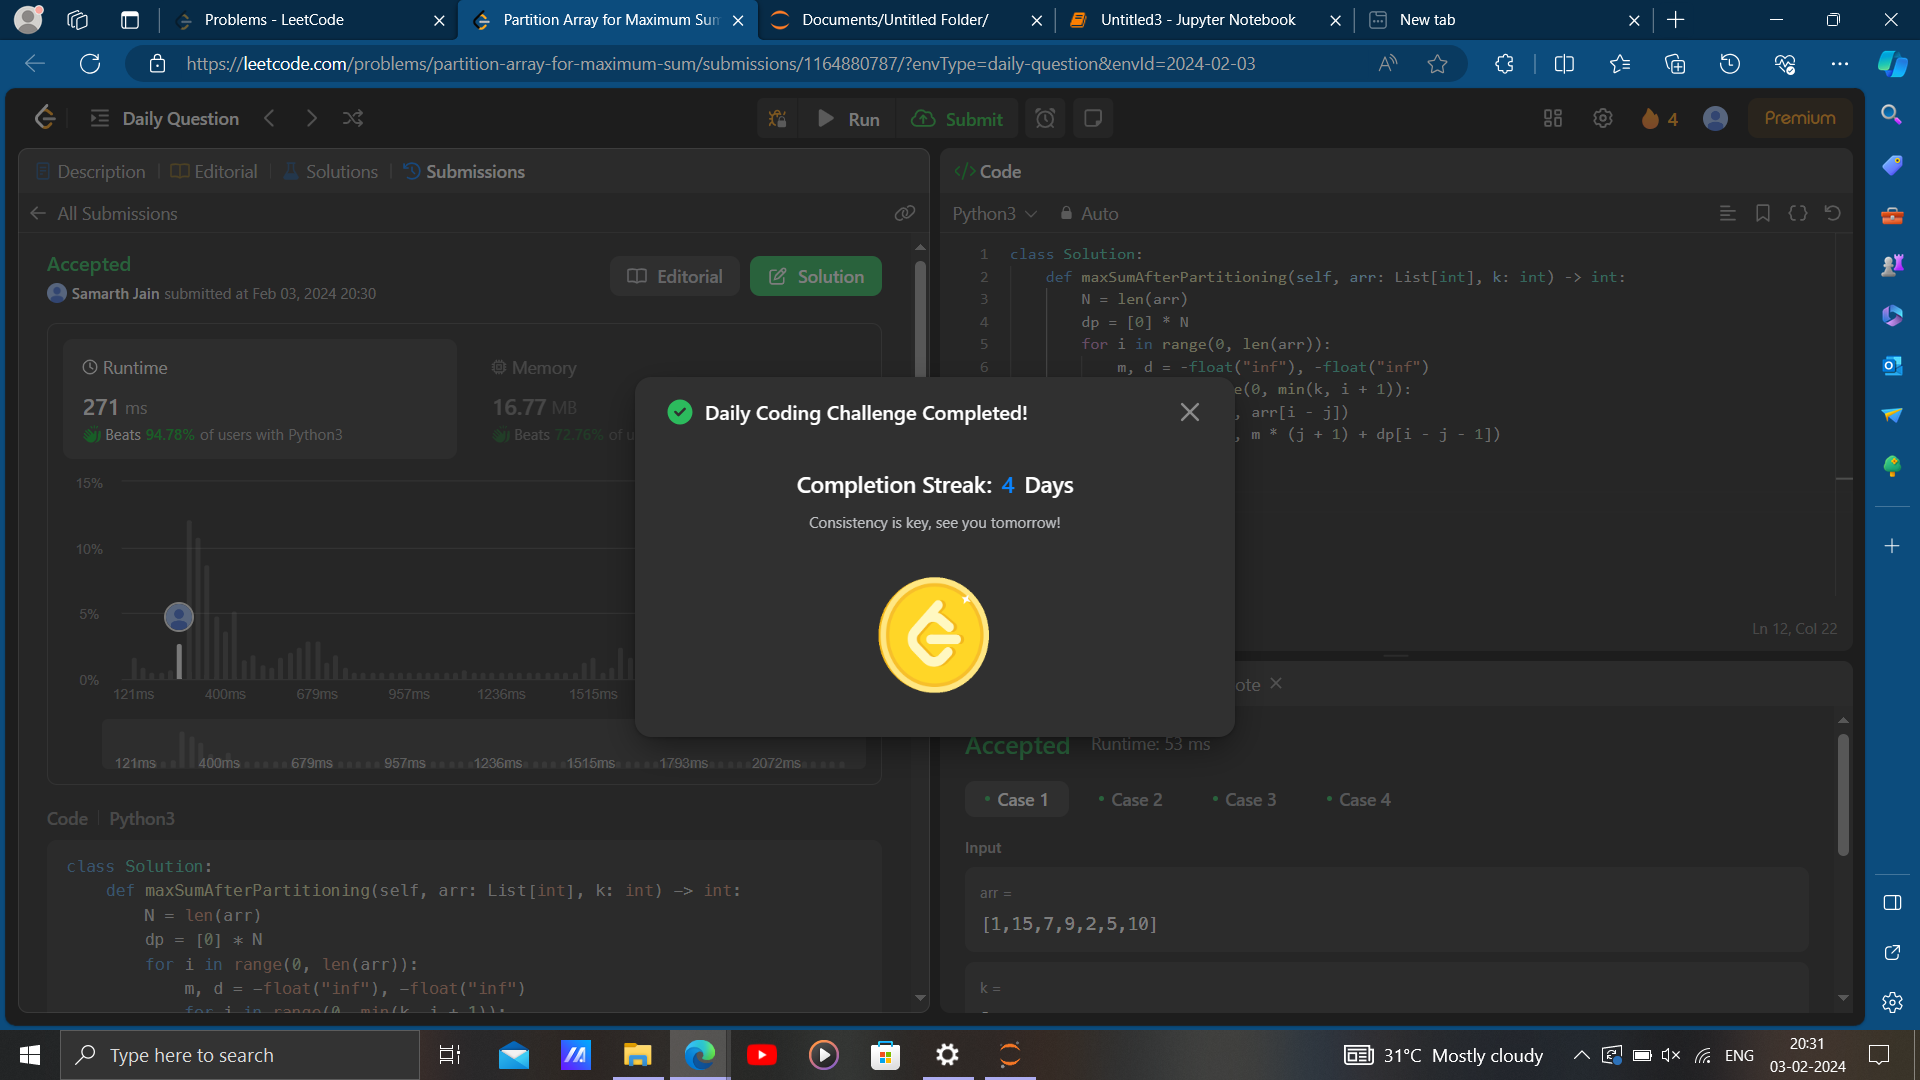 Problems - LeetCode
Partition Array for Maximum Sum
Documents/Untitled Folder/
Untitled3 - Jupyter Notebook
New tab
https://leetcode.com/problems/partition-array-for-maximum-sum/submissions/1164880787/?envType=daily-question&envId=2024-02-03
Daily Question
Run
Submit
4
Premium
Description
Editorial
Solutions
Submissions
All Submissions
Accepted
Samarth Jain submitted at Feb 03, 2024 20:30
Editorial
Solution
Runtime
271 ms
Beats 94.78% of users with Python3
Memory
16.77 MB
Beats 72.76% of u
15%
10%
5%
0%
121ms 400ms 679ms 957ms 1236ms 1515ms
121ms 400ms 679ms 957ms 1236ms 1515ms 1793ms 2072ms
Code Python3
class Solution:
def maxSumAfterPartitioning(self, arr: List[int], k: int) -> int:
N = len(arr)
dp = [0] * N
for i in range(0, len(arr)):
m, d = -float("inf"), -float("inf")
for j in range(0, min(k, i + 1)):
Daily Coding Challenge Completed!
Completion Streak: 4 Days
Consistency is key, see you tomorrow!
Code
Python3
Auto
1 class Solution:
2 def maxSumAfterPartitioning(self, arr: List[int], k: int) -> int:
3 N = len(arr)
4 dp = [0] * N
5 for i in range(0, len(arr)):
6 m, d = -float("inf"), -float("inf")
e(0, min(k, i + 1)):
, arr[i - j])
, m * (j + 1) + dp[i - j - 1])
Ln 12, Col 22
ote
Accepted Runtime: 53 ms
Case 1
Case 2
Case 3
Case 4
Input
arr =
[1,15,7,9,2,5,10]
k =
Type here to search
31°C Mostly cloudy
ENG
20:31
03-02-2024